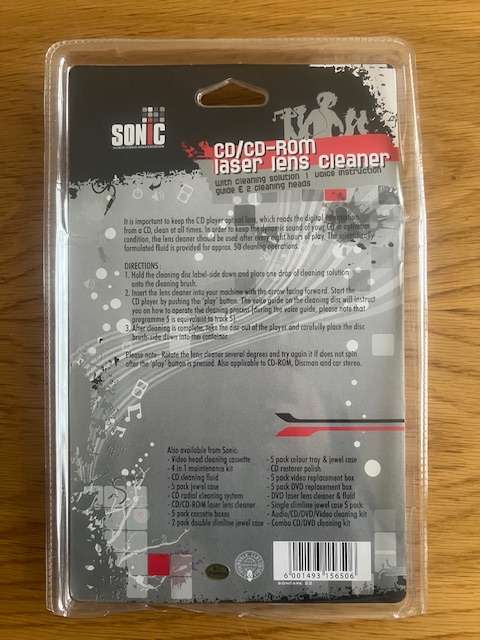 SONIC
CD/CD-ROM
laser lens cleaner
with cleaning solution 1 voice instruction
guide & 2 cleaning heads
It is important to keep the CD player optical lens, which reads the digital information
from a CD, clean at all times. In order to keep the dynamic sound of your CD in optimum
condition, the lens cleaner should be used after every eight hours of play. The specifically
formulated fluid is provided for approx. 50 cleaning operations.
DIRECTIONS :
1. Hold the cleaning disc label-side down and place one drop of cleaning solution
onto the cleaning brush.
2. Insert the lens cleaner into your machine with the arrow facing forward. Start the
CD player by pushing the 'play' button. The voice guide on the cleaning disc will instruct
you on how to operate the cleaning process (during the voice guide, please note that
programme 5 is equivalent to track 5).
3. After cleaning is complete, take the disc out of the player and carefully place the disc
brush-side down into the container.
Please note- Rotate the lens cleaner several degrees and try again it if does not spin
after the 'play' button is pressed. Also applicable to CD-ROM, Discman and car stereo.
Also available from Sonic:
- Video head cleaning cassette
- 4 in 1 maintenance kit
- CD cleaning fluid
- 5 pack jewel case
- CD radial cleaning system
- CD/CD-ROM laser lens cleaner
- 5 pack cassette boxes
- 2 pack double slimline jewel case
- 5 pack colour tray & jewel case
- CD restorer polish
- 5 pack video replacement box
- 5 pack DVD replacement box
- DVD laser lens cleaner & fluid
- Single slimline jewel case 5 pack
- Audio/CD/DVD/Video cleaning kit
- Combo CD/DVD cleaning kit
6 001493 156506